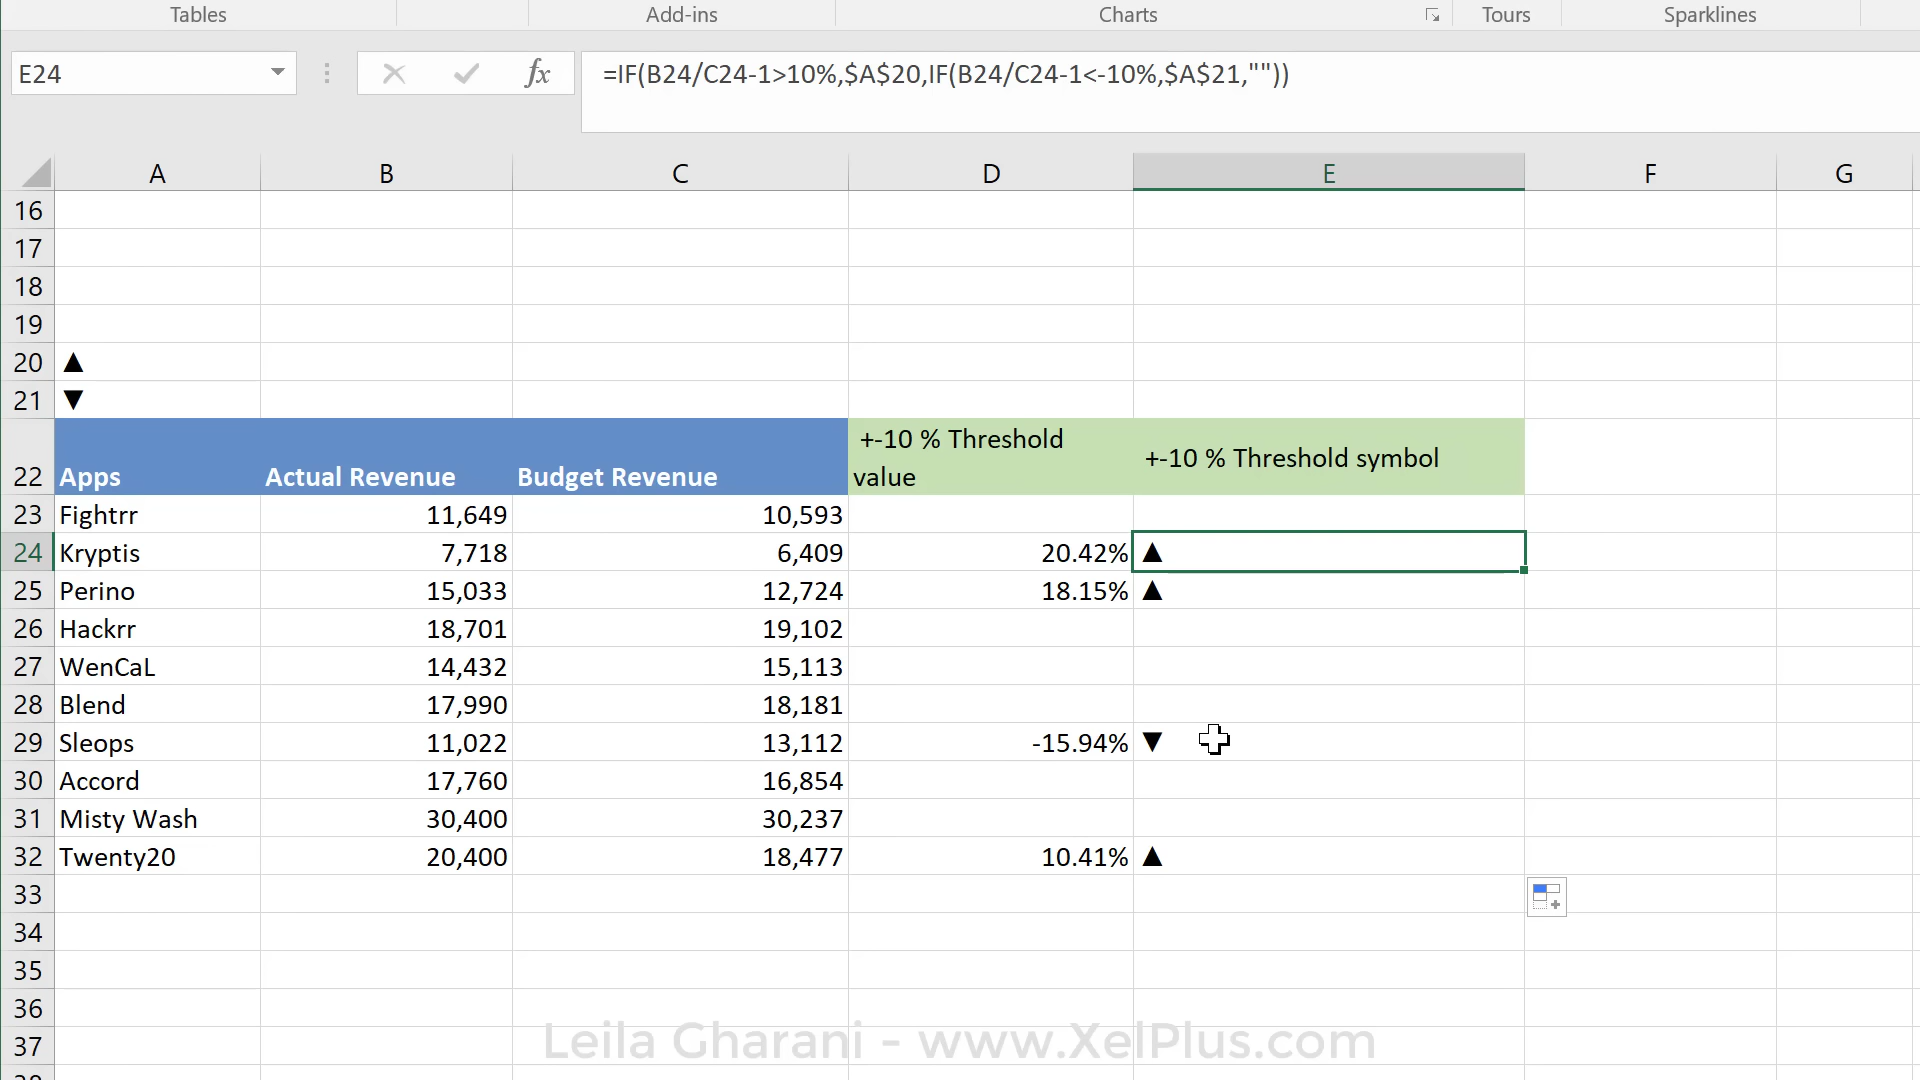 Tables Add-ins Charts Tours Sparklines
E24 fx =IF(B24/C24-1>10%,$A$20,IF(B24/C24-1<-10%,$A$21,""))
A B C D E F G
16
17
18
19
20 ▲
21 ▼
+-10 % Threshold
22 Apps Actual Revenue Budget Revenue value +-10 % Threshold symbol
23 Fightrr 11,649 10,593
24 Kryptis 7,718 6,409 20.42% ▲
25 Perino 15,033 12,724 18.15% ▲
26 Hackrr 18,701 19,102
27 WenCaL 14,432 15,113
28 Blend 17,990 18,181
29 Sleops 11,022 13,112 -15.94% ▼
30 Accord 17,760 16,854
31 Misty Wash 30,400 30,237
32 Twenty20 20,400 18,477 10.41% ▲
33
34
35
36
Leila Gharani - www.XelPlus.com
37